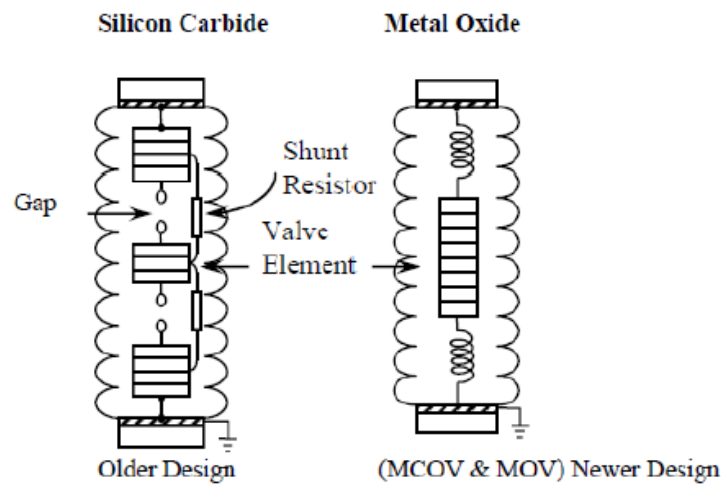 Silicon Carbide
Metal Oxide
Shunt
Resistor
Gap
Valve
Element
Older Design
(MCOV & MOV) Newer Design